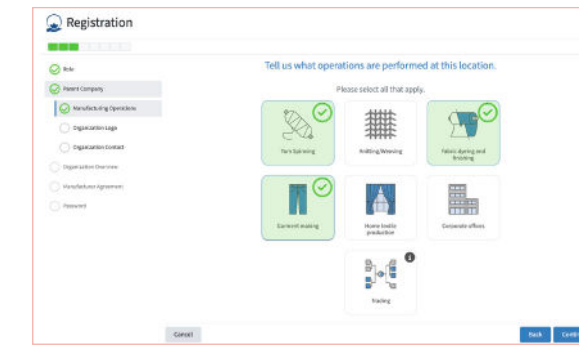 Registration
Role
Parent Company
Manufacturing Operations
Organization Logo
Organization Contact
Organization Overview
Manufacturer Agreement
Password
Tell us what operations are performed at this location.
Please select all that apply.
Yarn Spinning
Knitting/Weaving
Fabric dyeing and
finishing
Garment making
Home textile
production
Corporate offices
Trading
Cancel
Back
Conti